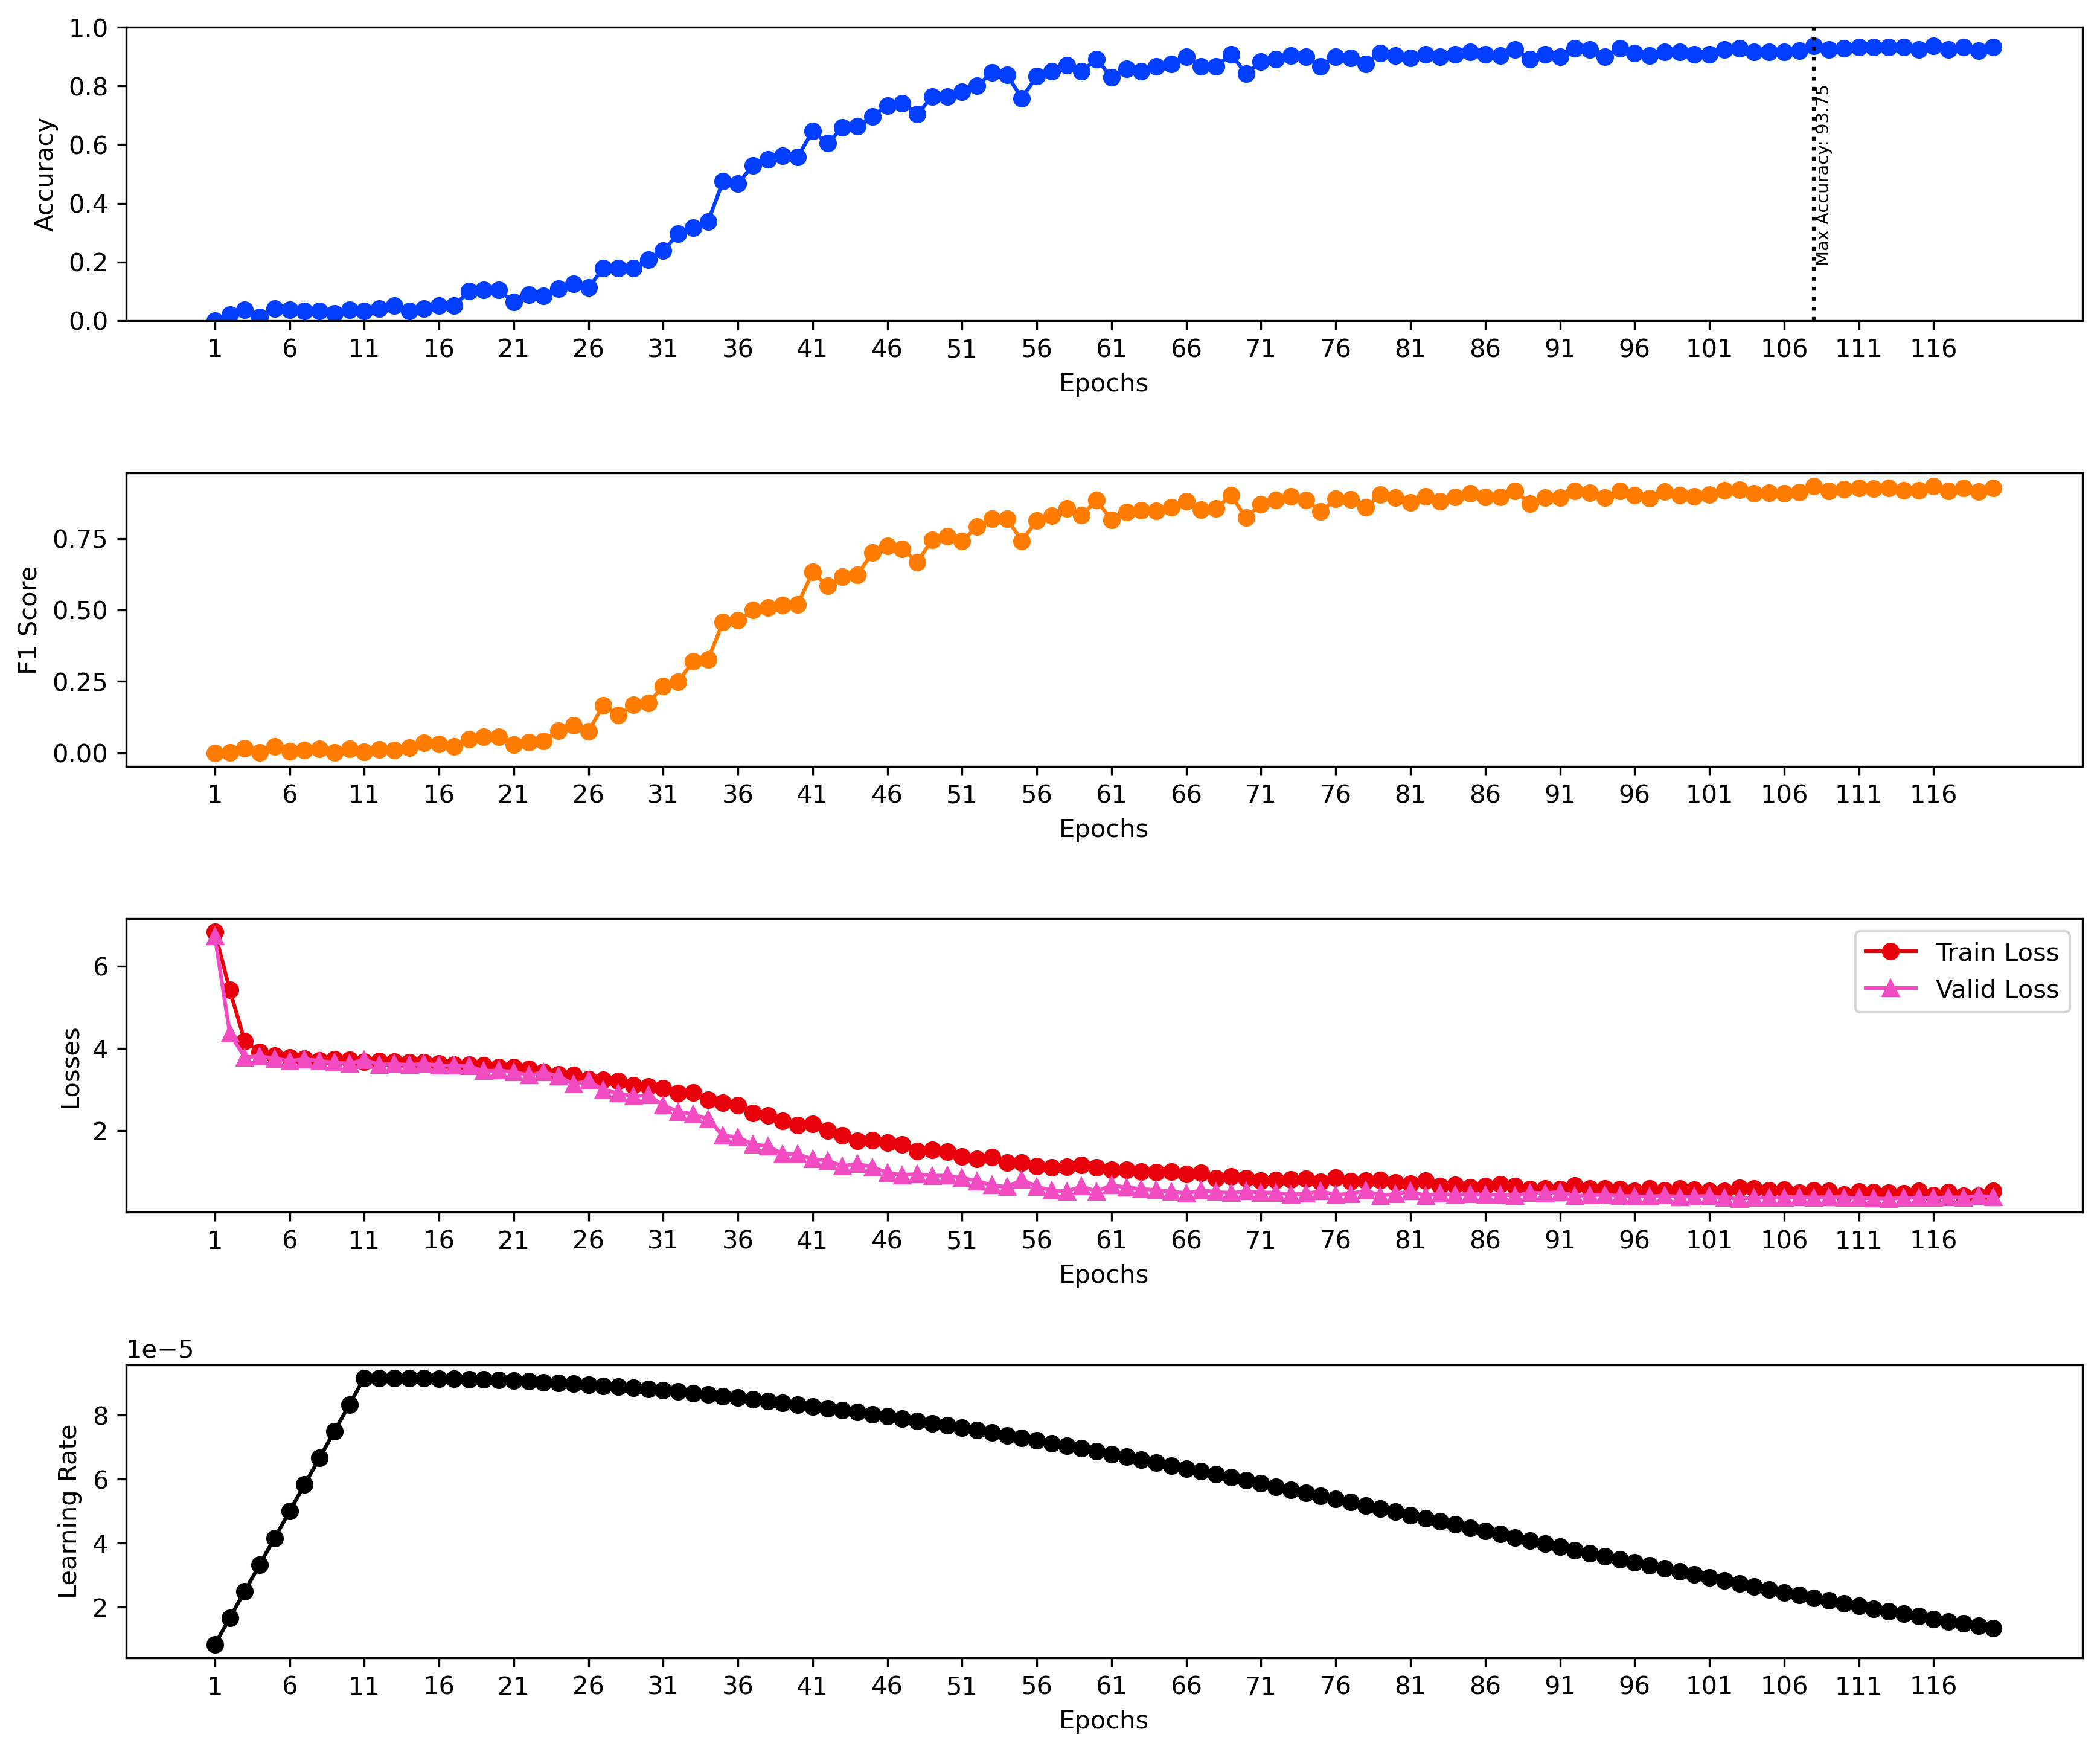 1.0
0.8
0.6
0.4
0.2
0.0
Accuracy
Max Accuracy: 93.75
1 6 11 16 21 26 31 36 41 46 51 56 61 66 71 76 81 86 91 96 101 106 111 116
Epochs
0.75
0.50
0.25
0.00
F1 Score
1 6 11 16 21 26 31 36 41 46 51 56 61 66 71 76 81 86 91 96 101 106 111 116
Epochs
6
4
2
Losses
Train Loss
Valid Loss
1 6 11 16 21 26 31 36 41 46 51 56 61 66 71 76 81 86 91 96 101 106 111 116
Epochs
1e−5
8
6
4
2
Learning Rate
1 6 11 16 21 26 31 36 41 46 51 56 61 66 71 76 81 86 91 96 101 106 111 116
Epochs